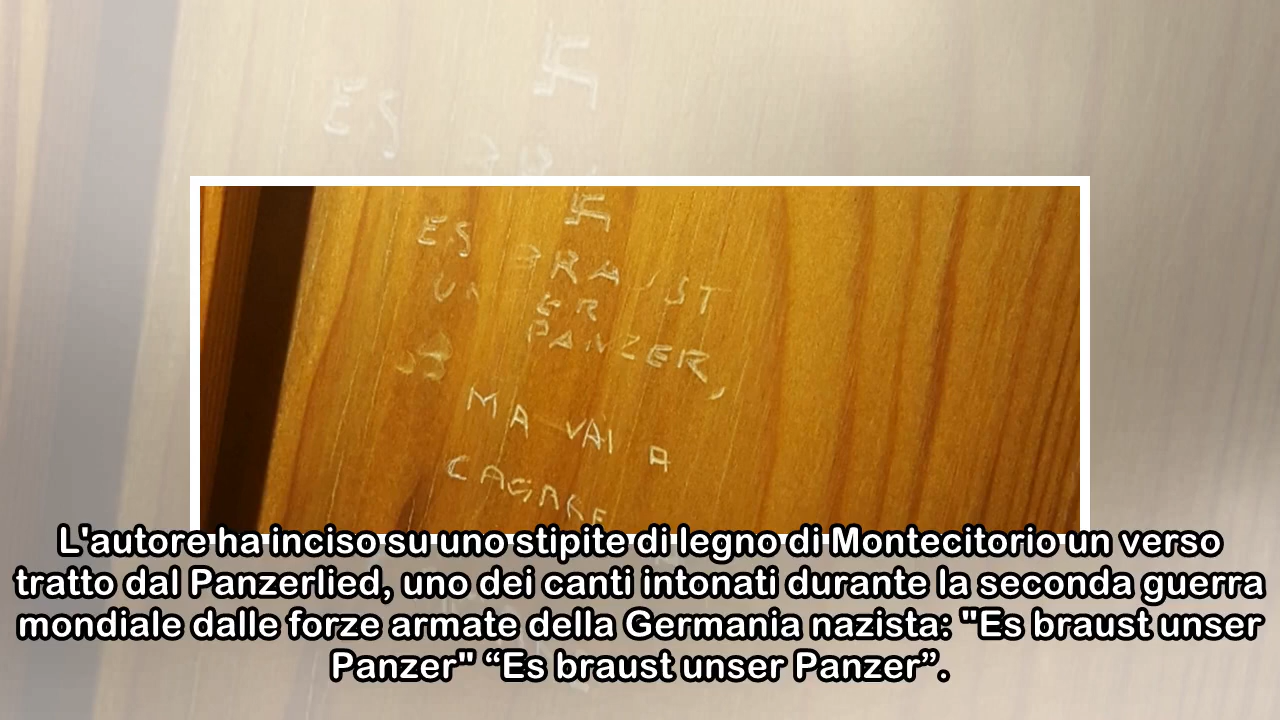 ES BRAUST
UNSER
PANZER,
MA VAI A
CAGARE
L'autore ha inciso su uno stipite di legno di Montecitorio un verso
tratto dal Panzerlied, uno dei canti intonati durante la seconda guerra
mondiale dalle forze armate della Germania nazista: "Es braust unser
Panzer" “Es braust unser Panzer”.